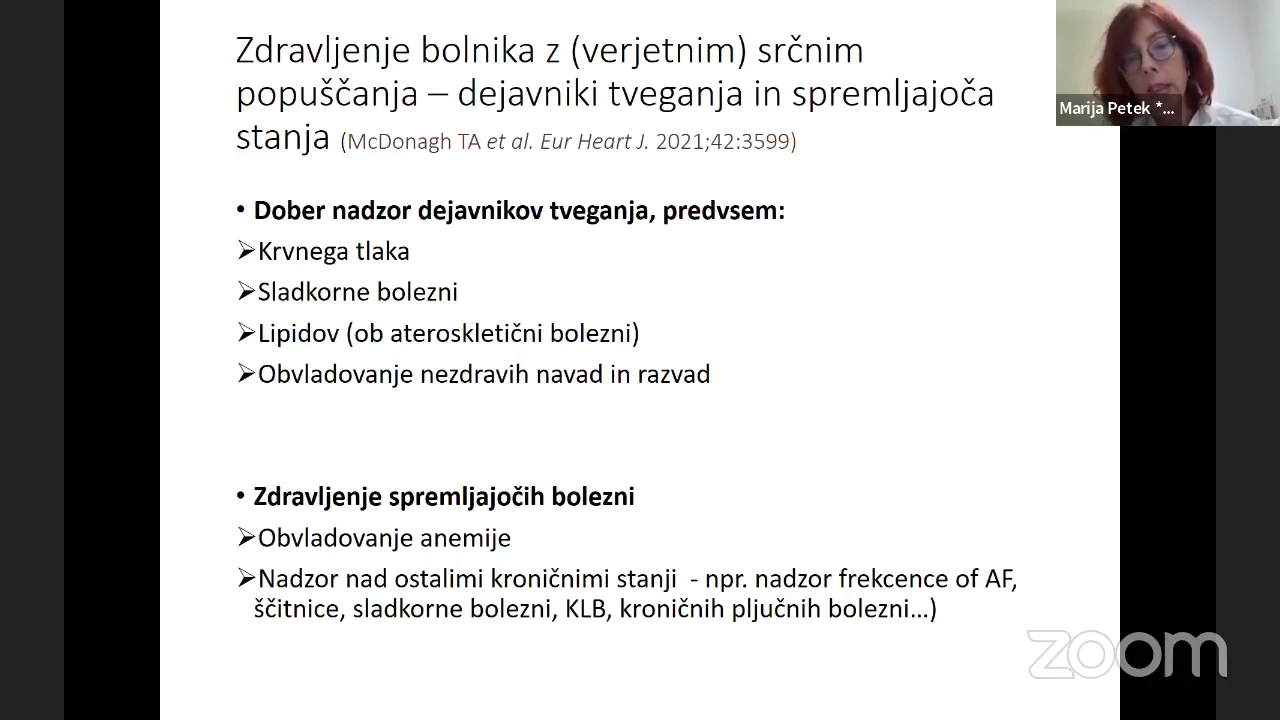 Zdravljenje bolnika z (verjetnim) srčnim
popuščanja – dejavniki tveganja in spremljajoča
stanja (McDonagh TA et al. Eur Heart J. 2021;42:3599)
Marija Petek *...
• Dober nadzor dejavnikov tveganja, predvsem:
➢Krvnega tlaka
➢Sladkorne bolezni
➢Lipidov (ob ateroskletični bolezni)
➢Obvladovanje nezdravih navad in razvad
• Zdravljenje spremljajočih bolezni
➢Obvladovanje anemije
➢Nadzor nad ostalimi kroničnimi stanji - npr. nadzor frekcence of AF,
ščitnice, sladkorne bolezni, KLB, kroničnih pljučnih bolezni...)
zoom